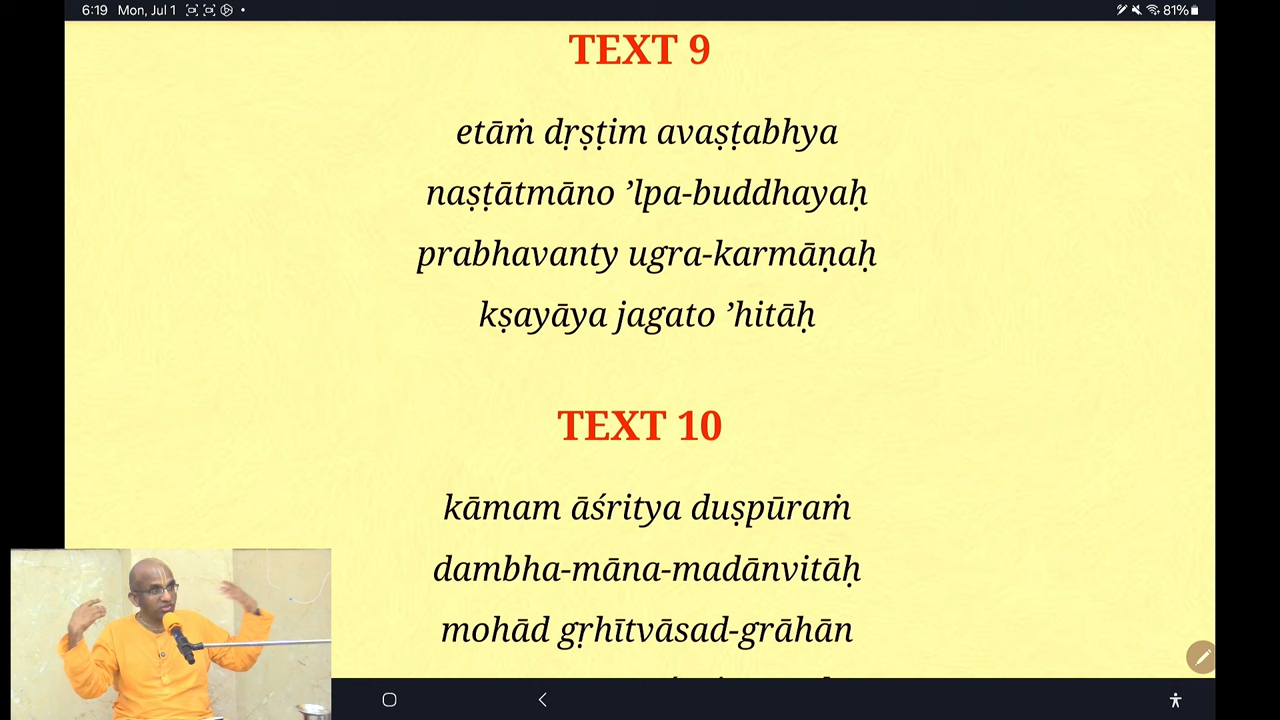 6:19 Mon, Jul 1 81%
TEXT 9
etāṁ dṛṣṭim avaṣṭabhya
naṣṭātmāno ’lpa-buddhayaḥ
prabhavanty ugra-karmāṇaḥ
kṣayāya jagato ’hitāḥ
TEXT 10
kāmam āśritya duṣpūraṁ
dambha-māna-madānvitāḥ
mohād gṛhītvāsad-grāhān